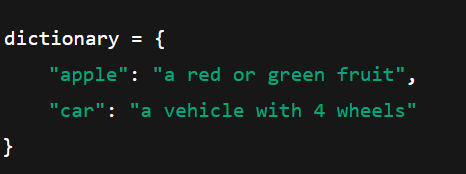 dictionary = {
    "apple": "a red or green fruit",
    "car": "a vehicle with 4 wheels"
}